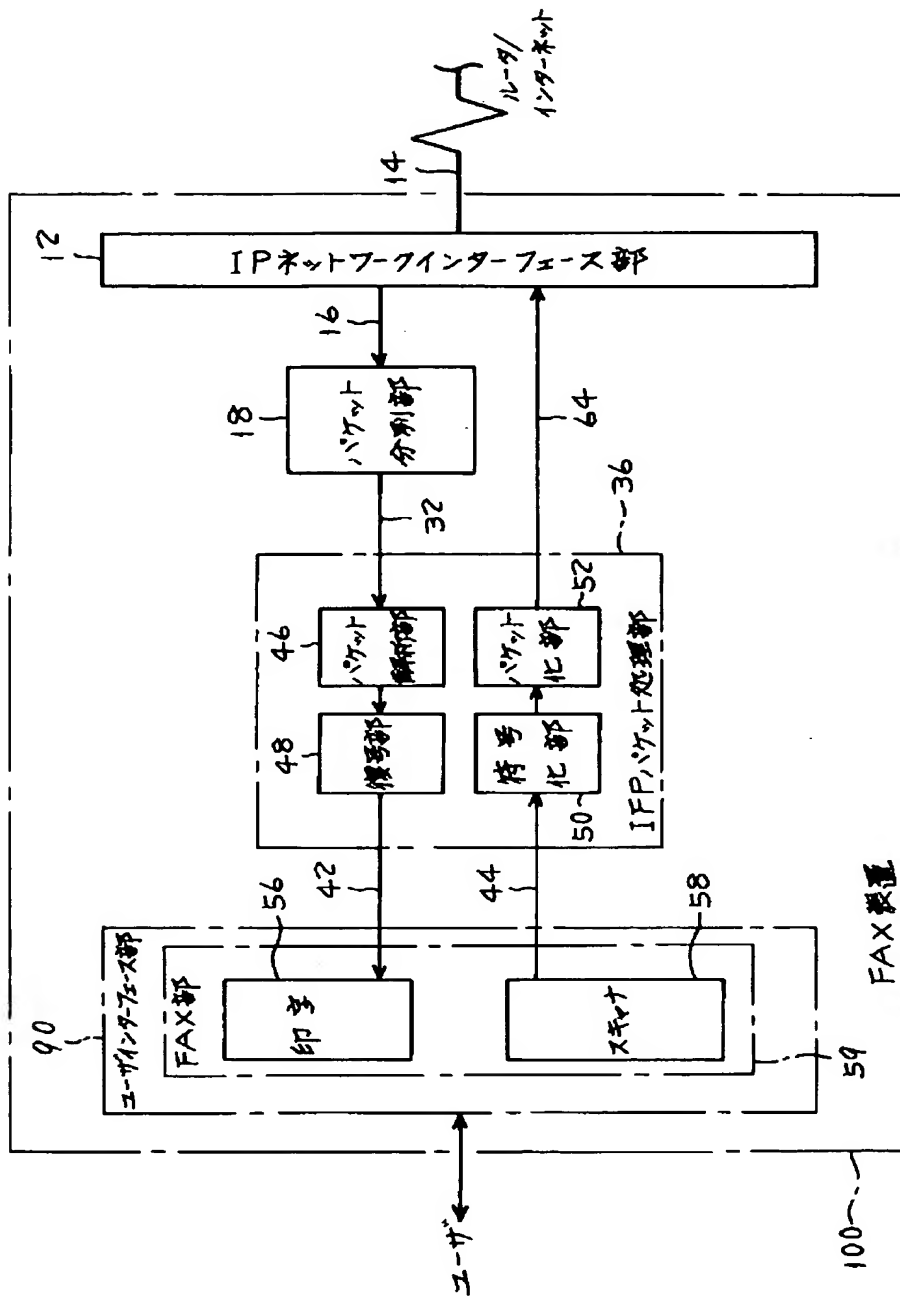 ルータ/
インターネット
14
12
IPネットワークインターフェース部
16
64
18
パケット
分別部
32
36
46
パケット
解析部
52
パケット
化部
48
復号部
50
符号
化部
IFPパケット処理部
42
44
56
58
90
ユーザインターフェース部
FAX部
印字
スキャナ
59
FAX装置
100
ユーザ